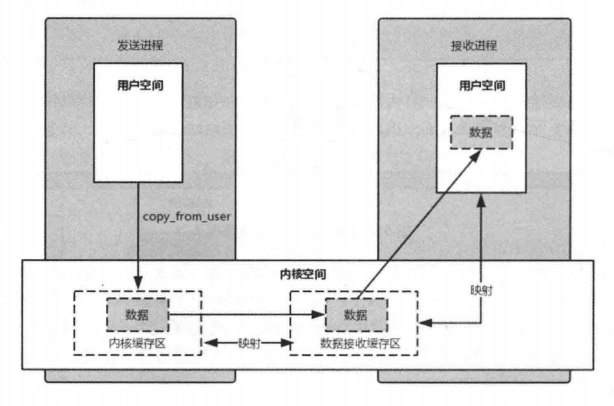 发送进程
接收进程
用户空间
用户空间
数据
copy_from_user
内核空间
映射
数据
数据
内核缓存区
映射
数据接收缓存区